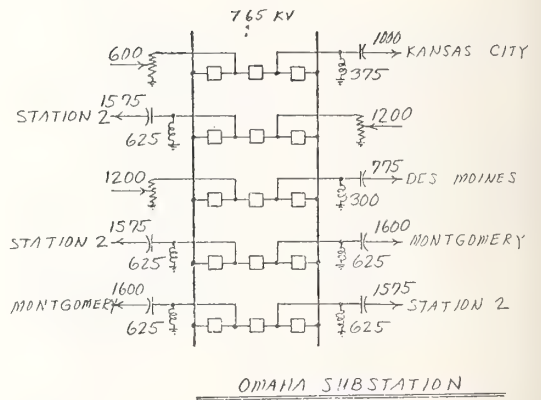 765 KV
600
1000
KANSAS CITY
375
1575
STATION 2
625
1200
1200
775
DES MOINES
300
1575
STATION 2
625
1600
MONTGOMERY
625
1600
MONTGOMERY
625
1575
STATION 2
625
OMAHA SUBSTATION